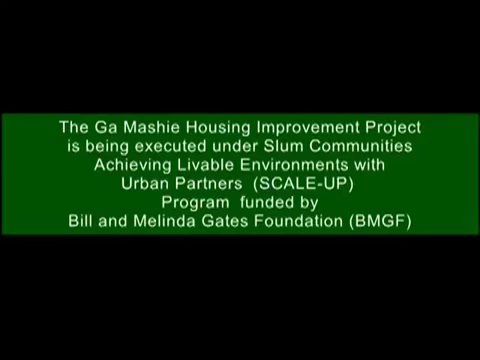 The Ga Mashie Housing Improvement Project
is being executed under Slum Communities
Achieving Livable Environments with
Urban Partners (SCALE-UP)
Program funded by
Bill and Melinda Gates Foundation (BMGF)